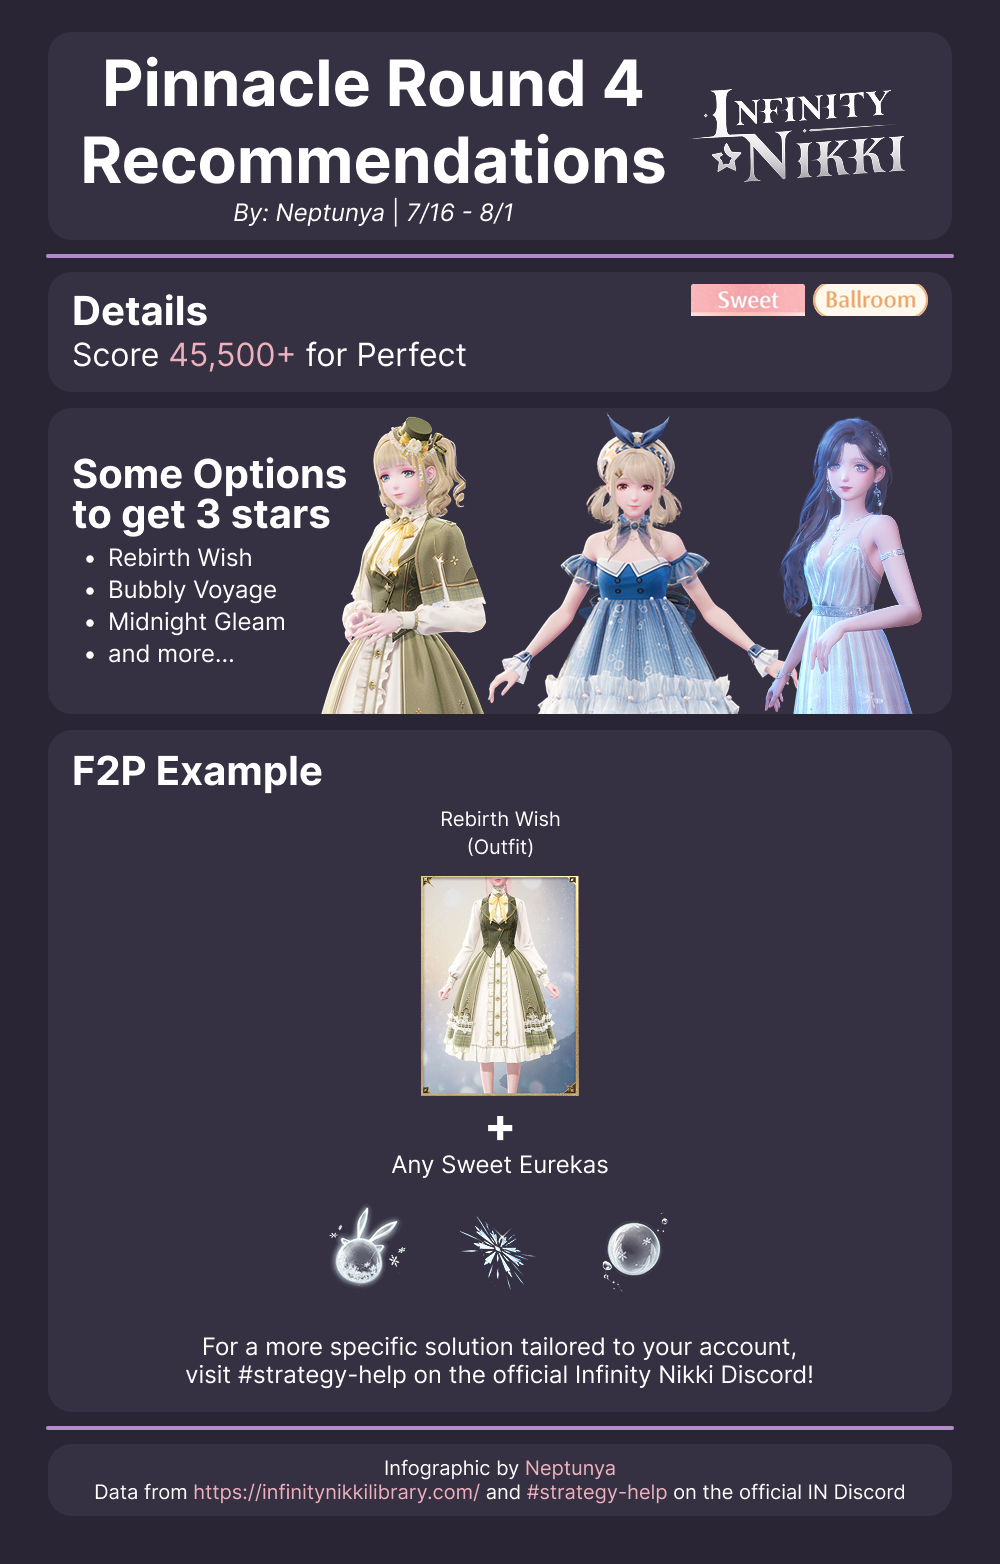 Pinnacle Round 4
Recommendations
By: Neptunya | 7/16 - 8/1
INFINITY
NIKKI
Details
Sweet
Ballroom
Score 45,500+ for Perfect
Some Options
to get 3 stars
• Rebirth Wish
• Bubbly Voyage
• Midnight Gleam
• and more...
F2P Example
Rebirth Wish
(Outfit)
+
Any Sweet Eurekas
For a more specific solution tailored to your account,
visit #strategy-help on the official Infinity Nikki Discord!
Infographic by Neptunya
Data from https://infinitynikkilibrary.com/ and #strategy-help on the official IN Discord